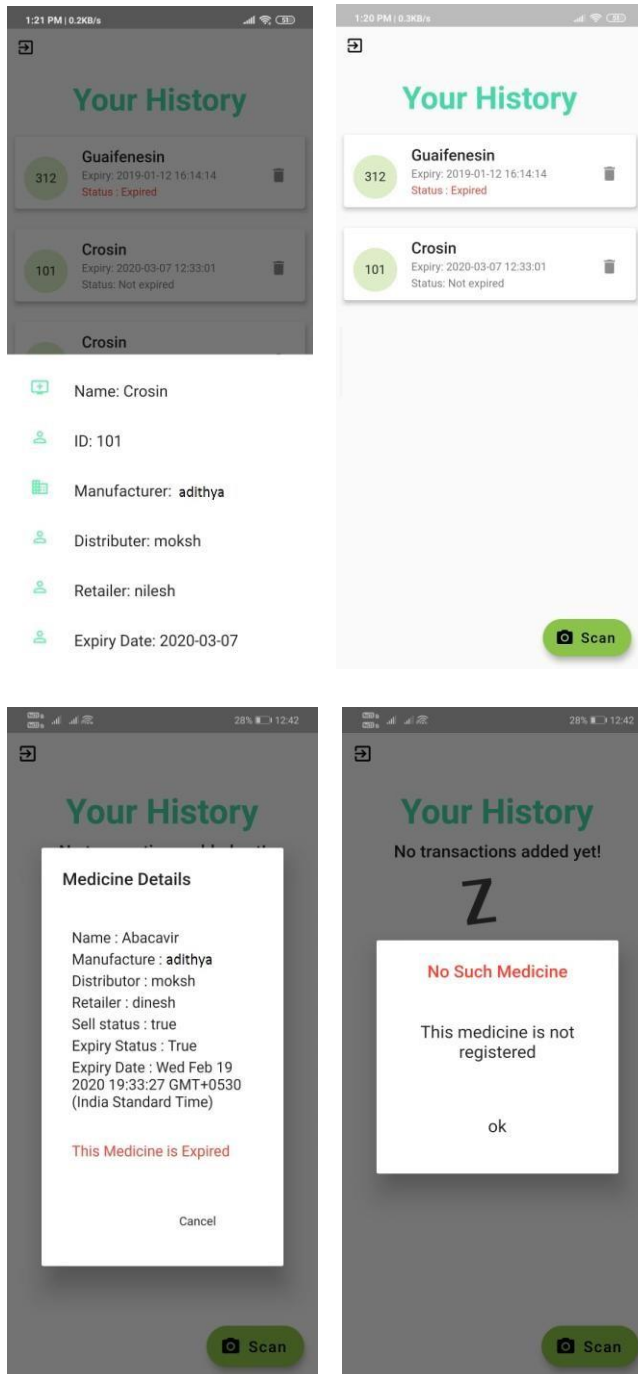 1:21 PM | 0.2KB/s
51
Your History
312
Guaifenesin
Expiry: 2019-01-12 16:14:14
Status : Expired
101
Crosin
Expiry: 2020-03-07 12:33:01
Status: Not expired
Crosin
Name: Crosin
ID: 101
Manufacturer: adithya
Distributer: moksh
Retailer: nilesh
Expiry Date: 2020-03-07
1:20 PM | 0.3KB/s
Your History
312
Guaifenesin
Expiry: 2019-01-12 16:14:14
Status : Expired
101
Crosin
Expiry: 2020-03-07 12:33:01
Status: Not expired
Scan
28% 12:42
Your History
Medicine Details
Name : Abacavir
Manufacture : adithya
Distributor : moksh
Retailer : dinesh
Sell status : true
Expiry Status : True
Expiry Date : Wed Feb 19
2020 19:33:27 GMT+0530
(India Standard Time)
This Medicine is Expired
Cancel
Scan
28% 12:42
Your History
No transactions added yet!
Z
No Such Medicine
This medicine is not
registered
ok
Scan